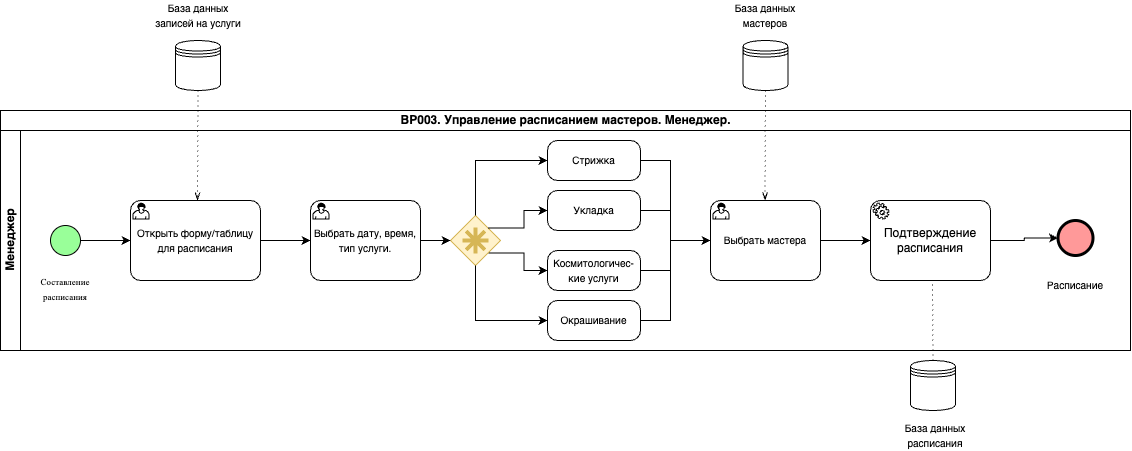 База данных
записей на услуги
База данных
мастеров
BP003. Управление расписанием мастеров. Менеджер.
Менеджер
Составление
расписания
Открыть форму/таблицу
для расписания
Выбрать дату, время,
тип услуги.
Стрижка
Укладка
Космитологичес-
кие услуги
Окрашивание
Выбрать мастера
Подтверждение
расписания
Расписание
База данных
расписания